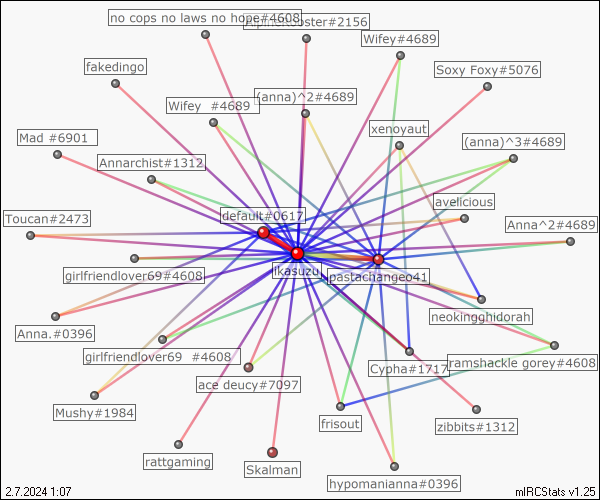 no cops no laws no hope#4608
AlpineRooster#2156
Wifey#4689
fakedingo
Soxy Foxy#5076
(anna)^2#4689
Wifey  #4689
xenoyaut
Mad #6901
(anna)^3#4689
Annarchist#1312
avelicious
default#0617
Toucan#2473
Anna^2#4689
ikasuzu
pastachangeo41
girlfriendlover69#4608
neokingghidorah
Anna.#0396
girlfriendlover69  #4608
ramshackle gorey#4608
Cypha#1717
ace deucy#7097
Mushy#1984
frisout
zibbits#1312
rattgaming
Skalman
hypomanianna#0396
2.7.2024 1:07
mIRCStats v1.25